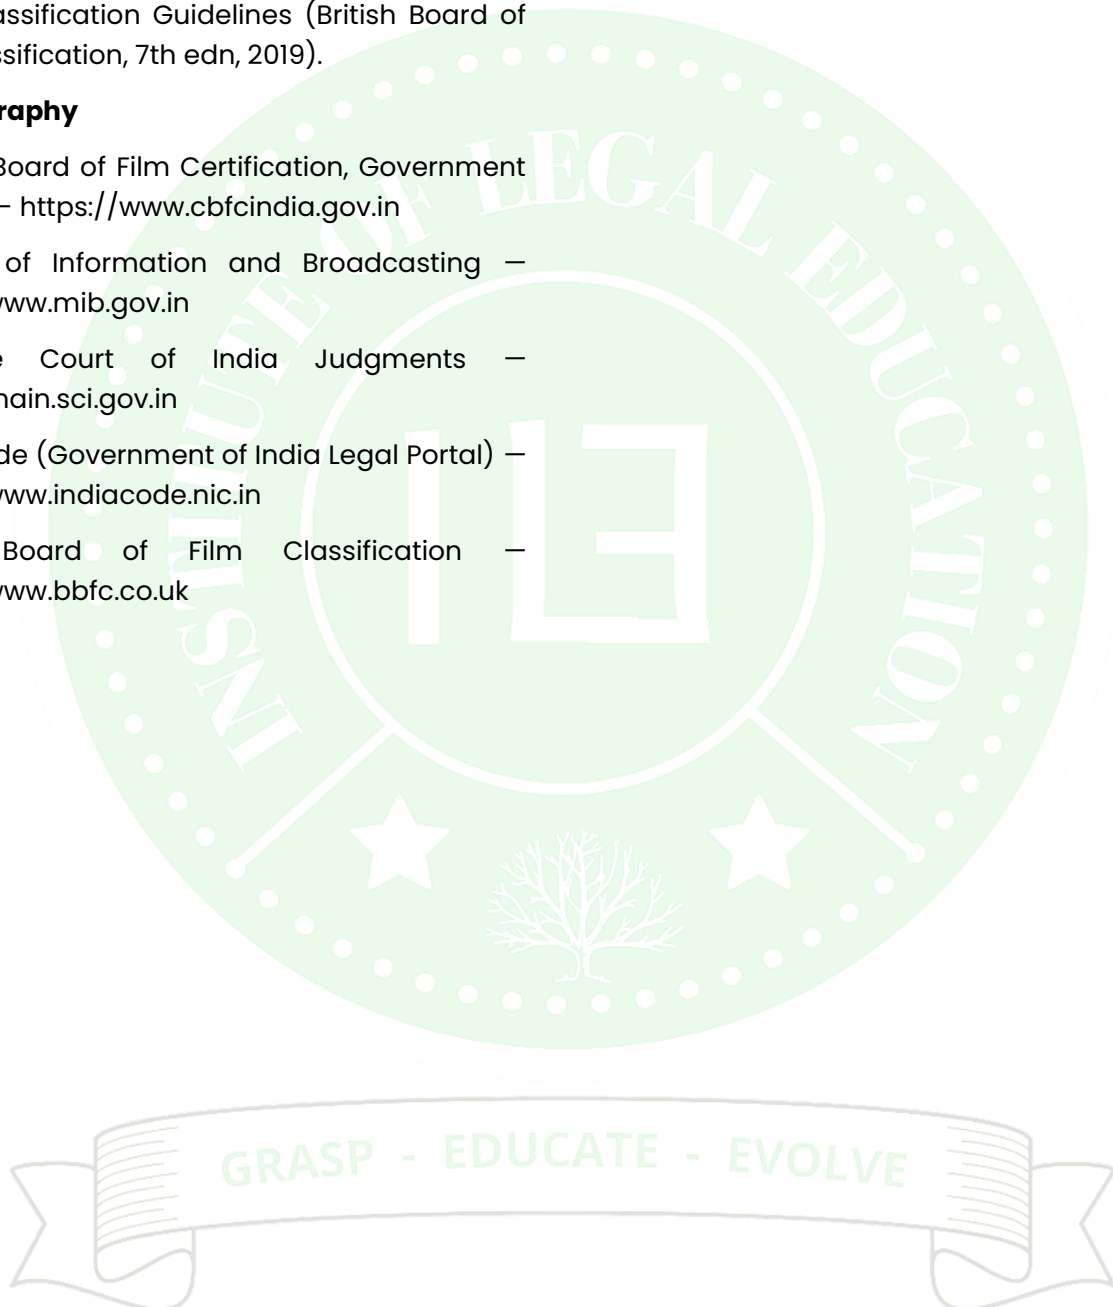 assification Guidelines (British Board of
ssification, 7th edn, 2019).
raphy
Board of Film Certification, Government
– https://www.cbfcindia.gov.in
of Information and Broadcasting –
www.mib.gov.in
e Court of India Judgments –
main.sci.gov.in
de (Government of India Legal Portal) –
www.indiacode.nic.in
Board of Film Classification –
www.bbfc.co.uk
INSTITUTE OF LEGAL EDUCATION
ILE
GRASP - EDUCATE - EVOLVE